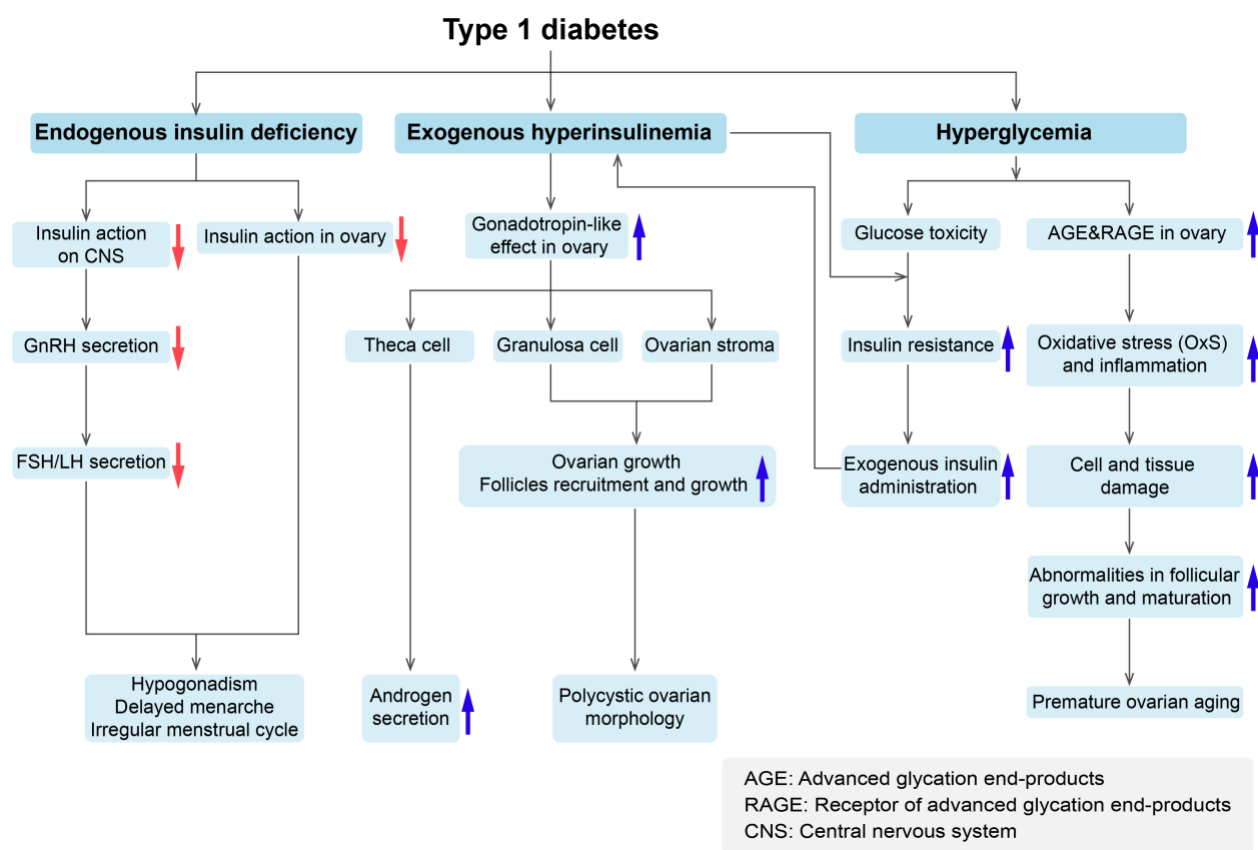 Type 1 diabetes
Endogenous insulin deficiency
Exogenous hyperinsulinemia
Hyperglycemia
Insulin action
on CNS
Insulin action in ovary
Gonadotropin-like
effect in ovary
Glucose toxicity
AGE&RAGE in ovary
GnRH secretion
Theca cell
Granulosa cell
Ovarian stroma
Insulin resistance
Oxidative stress (OxS)
and inflammation
FSH/LH secretion
Ovarian growth
Follicles recruitment and growth
Exogenous insulin
administration
Cell and tissue
damage
Abnormalities in follicular
growth and maturation
Hypogonadism
Delayed menarche
Irregular menstrual cycle
Androgen
secretion
Polycystic ovarian
morphology
Premature ovarian aging
AGE: Advanced glycation end-products
RAGE: Receptor of advanced glycation end-products
CNS: Central nervous system